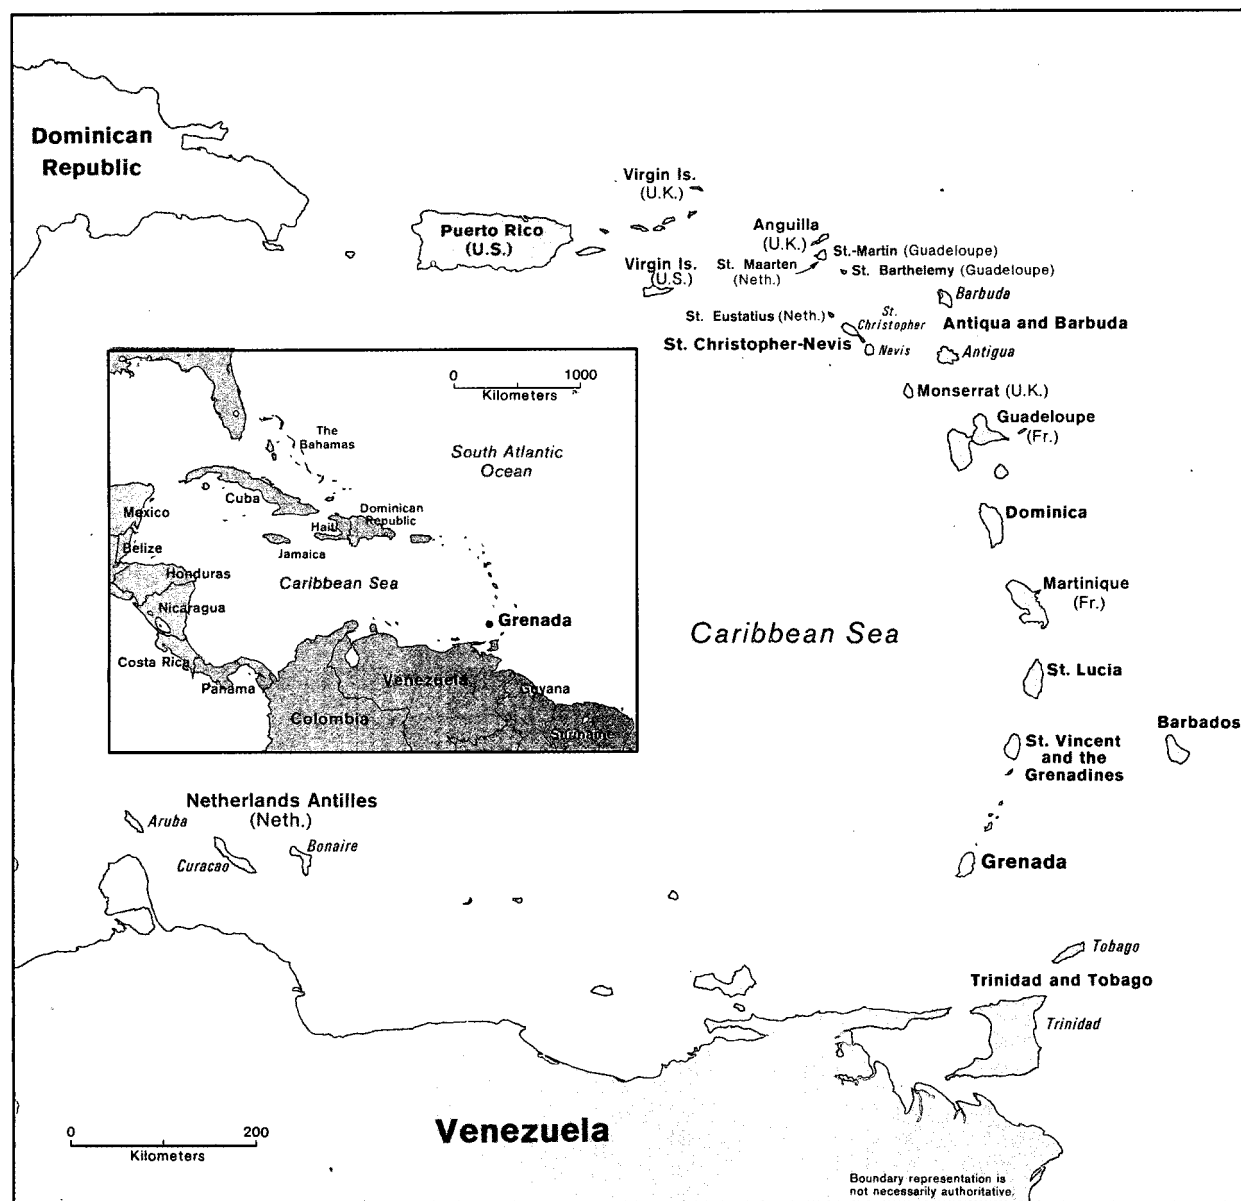 Dominican
Republic
Virgin Is.
(U.K.)
Puerto Rico
(U.S.)
Anguilla
(U.K.)
St.-Martin (Guadeloupe)
Virgin Is.
(U.S.)
St. Maarten
(Neth.)
St. Barthelemy (Guadeloupe)
Barbuda
St. Eustatius (Neth.)
St.
Christopher
Antiqua and Barbuda
St. Christopher-Nevis
Nevis
Antigua
Monserrat (U.K.)
Guadeloupe
(Fr.)
Dominica
Martinique
(Fr.)
Caribbean Sea
St. Lucia
Barbados
St. Vincent
and the
Grenadines
Grenada
0 1000
Kilometers
The
Bahamas
South Atlantic
Ocean
Cuba
Mexico
Dominican
Republic
Haiti
Jamaica
Belize
Honduras
Caribbean Sea
Nicaragua
Grenada
Costa Rica
Panama
Venezuela
Guyana
Colombia
Suriname
Netherlands Antilles
(Neth.)
Aruba
Curacao
Bonaire
Tobago
Trinidad and Tobago
Trinidad
Venezuela
0 200
Kilometers
Boundary representation is
not necessarily authoritative.